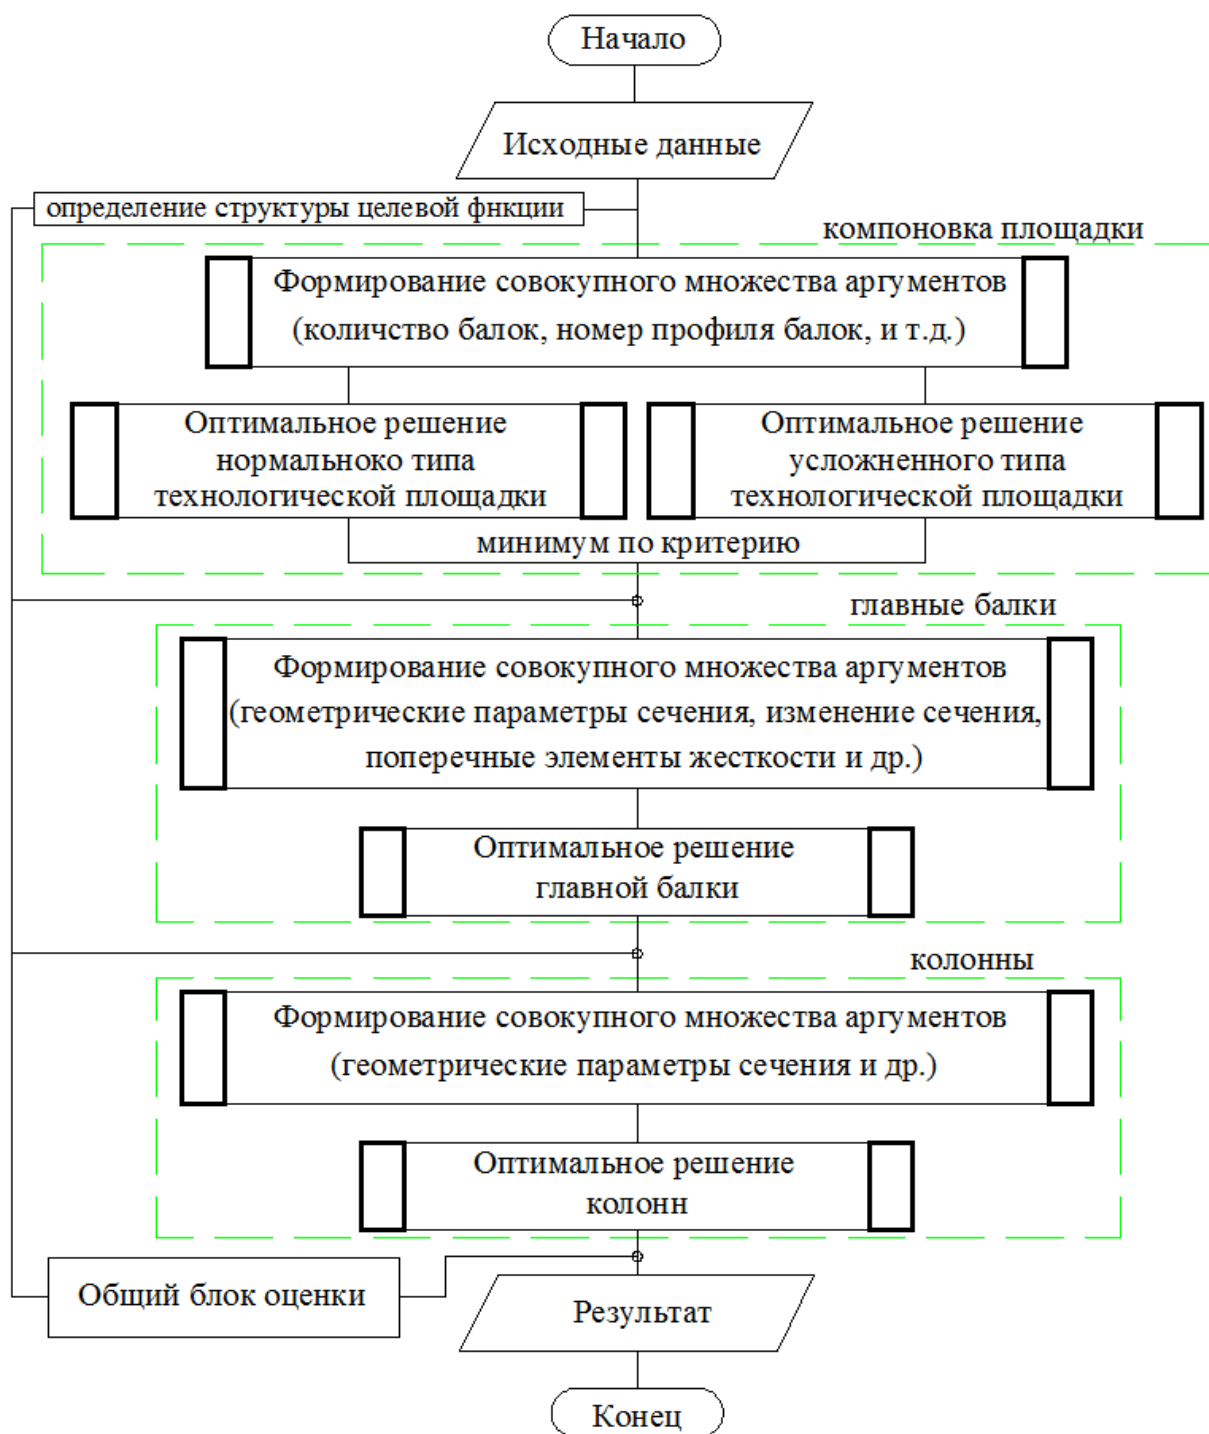 Начало
Исходные данные
определение структуры целевой фнкции
компоновка площадки
Формирование совокупного множества аргументов
(количство балок, номер профиля балок, и т.д.)
Оптимальное решение
нормальноко типа
технологической площадки
Оптимальное решение
усложненного типа
технологической площадки
минимум по критерию
главные балки
Формирование совокупного множества аргументов
(геометрические параметры сечения, изменение сечения,
поперечные элементы жесткости и др.)
Оптимальное решение
главной балки
колонны
Формирование совокупного множества аргументов
(геометрические параметры сечения и др.)
Оптимальное решение
колонн
Общий блок оценки
Результат
Конец